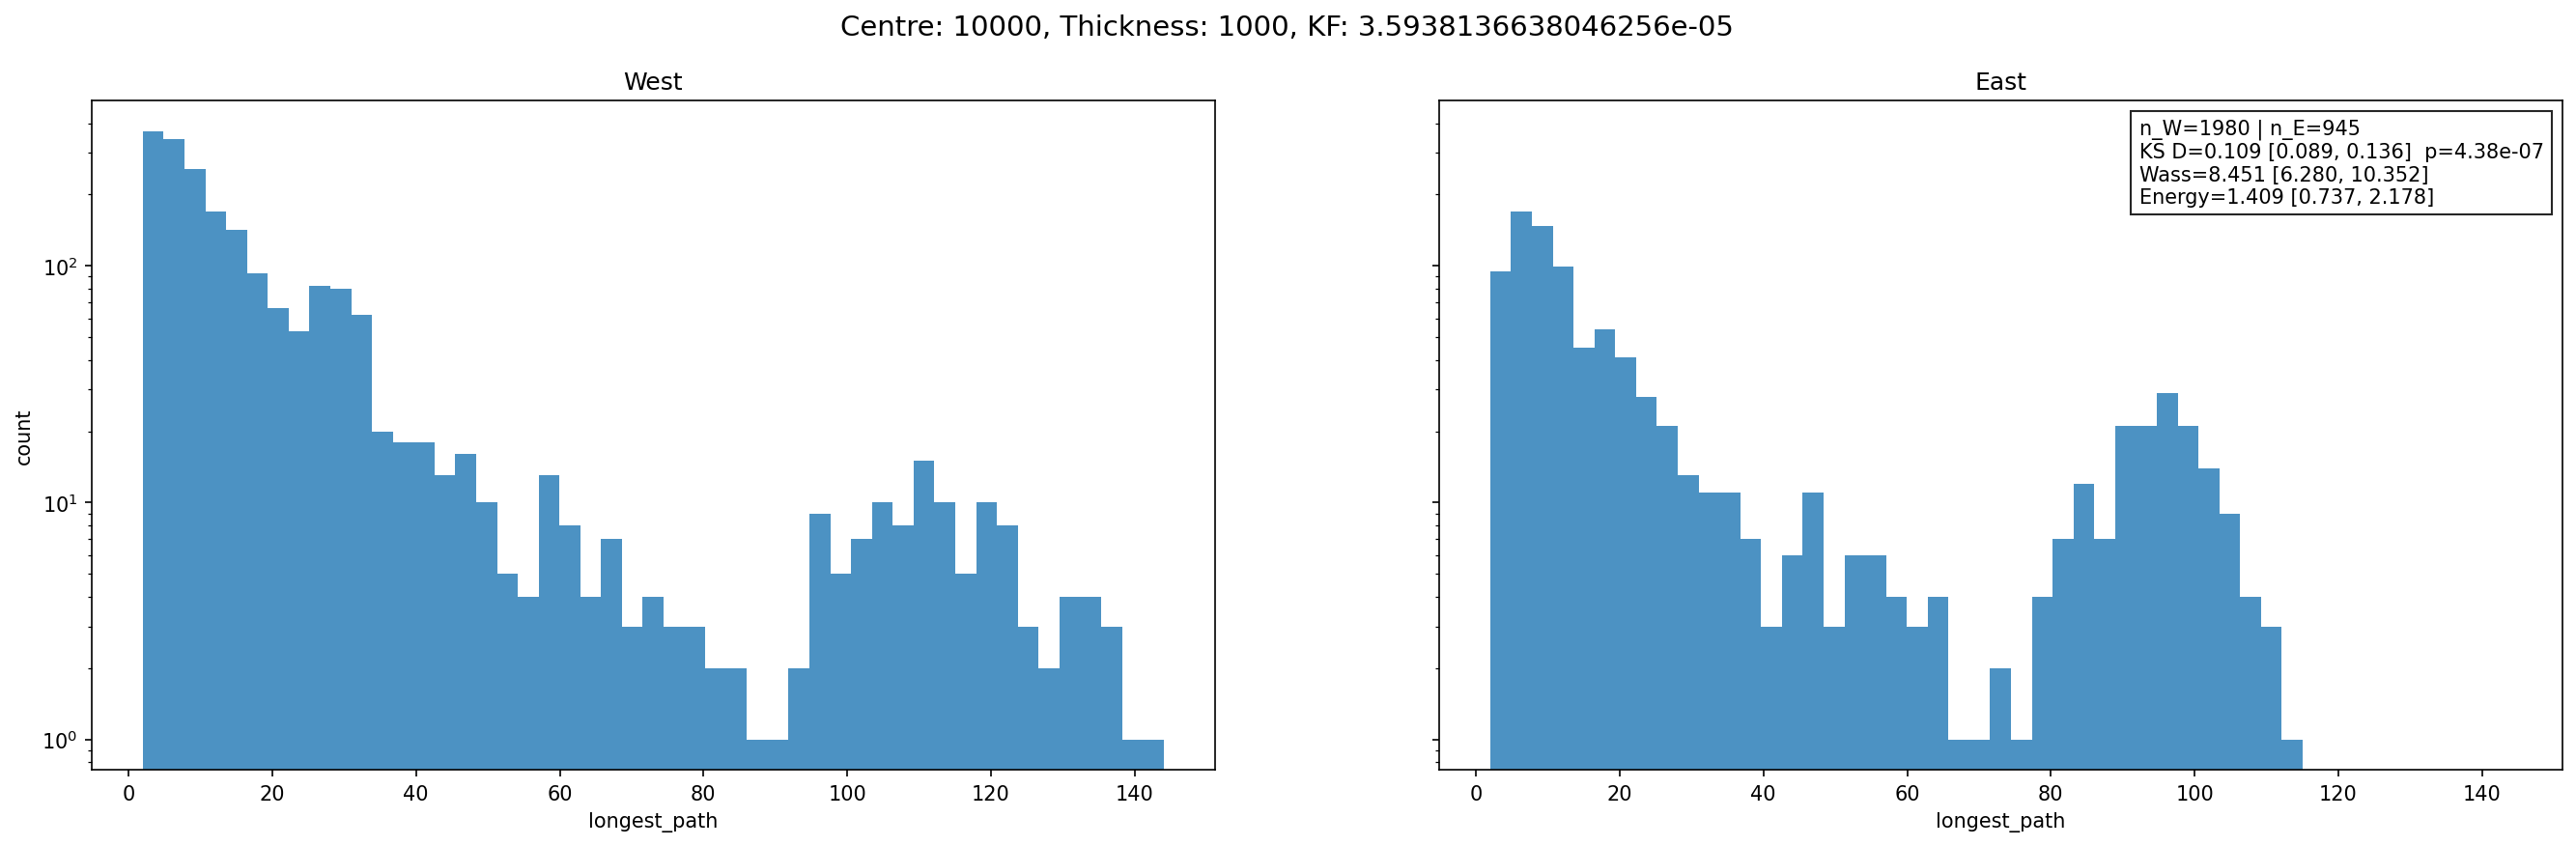 Centre: 10000, Thickness: 1000, KF: 3.5938136638046256e-05
West
count
10²
10¹
10⁰
0 20 40 60 80 100 120 140
longest_path
East
n_W=1980 | n_E=945
KS D=0.109 [0.089, 0.136]  p=4.38e-07
Wass=8.451 [6.280, 10.352]
Energy=1.409 [0.737, 2.178]
0 20 40 60 80 100 120 140
longest_path